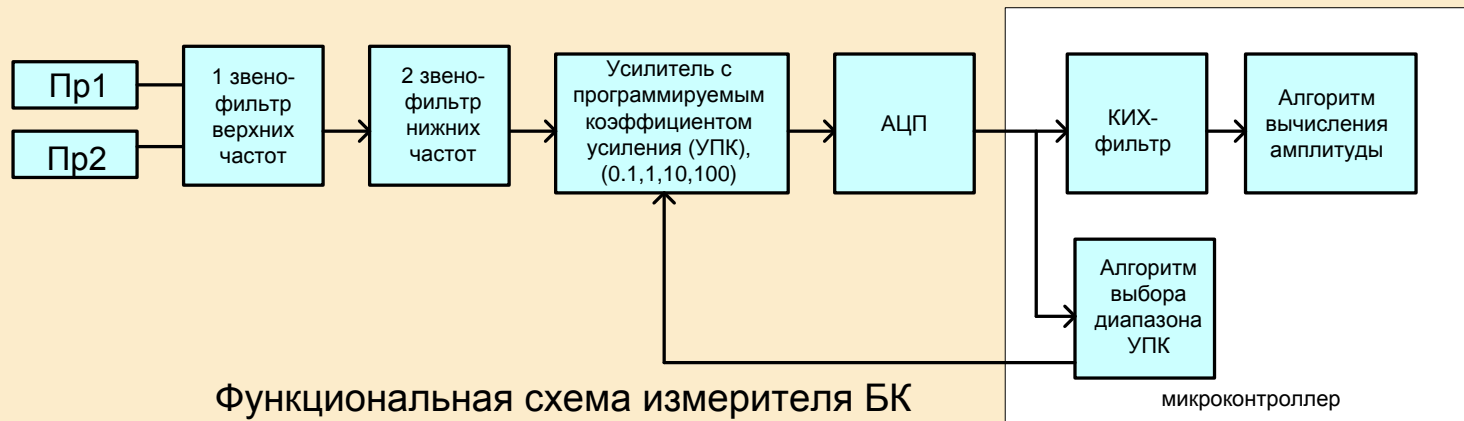 Пр1
Пр2
1 звено-
фильтр
верхних
частот
2 звено-
фильтр
нижних
частот
Усилитель с
программируемым
коэффициентом
усиления (УПК),
(0.1,1,10,100)
АЦП
КИХ-
фильтр
Алгоритм
вычисления
амплитуды
Алгоритм
выбора
диапазона
УПК
Функциональная схема измерителя БК
микроконтроллер